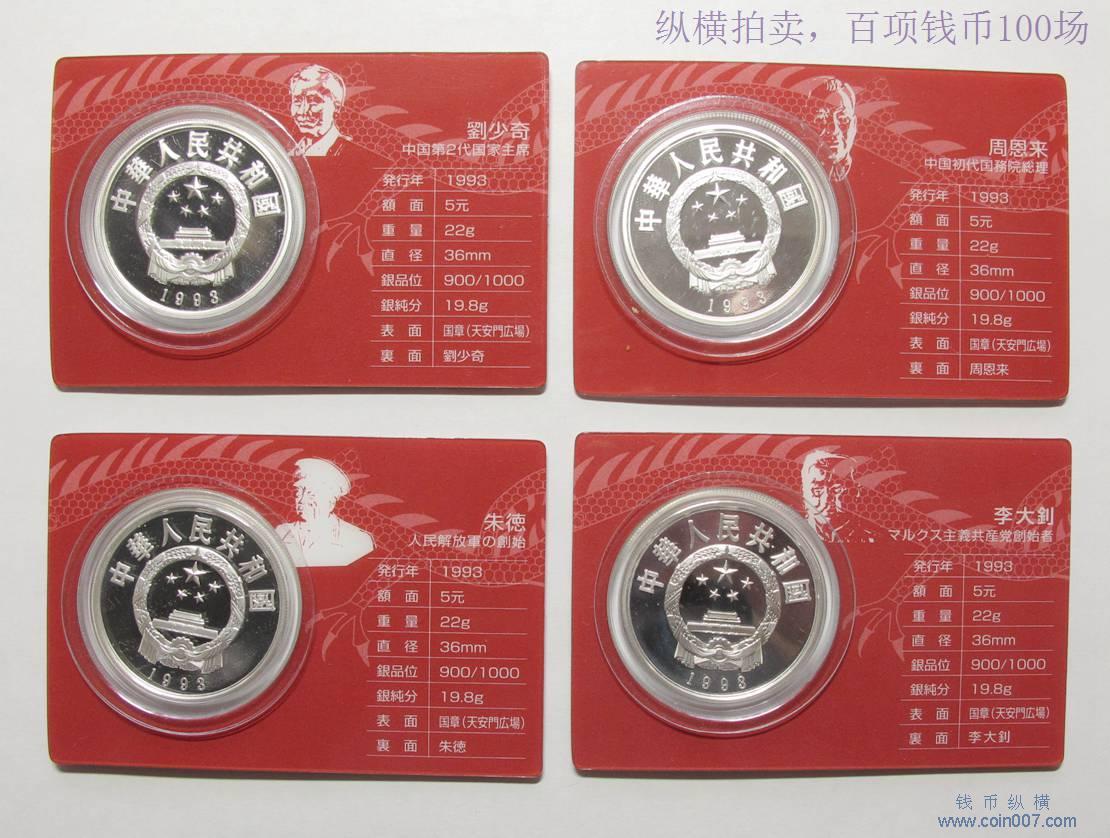 纵横拍卖，百项钱币100场
劉少奇
中国第2代国家主席
発行年 1993
額面 5元
重量 22g
直径 36mm
銀品位 900/1000
銀純分 19.8g
表面 国章(天安門広場)
裏面 劉少奇
中華人民共和國
1993
周恩来
中国初代国務院総理
発行年 1993
額面 5元
重量 22g
直径 36mm
銀品位 900/1000
銀純分 19.8g
表面 国章(天安門広場)
裏面 周恩来
中華人民共和國
1993
朱徳
人民解放軍の創始
発行年 1993
額面 5元
重量 22g
直径 36mm
銀品位 900/1000
銀純分 19.8g
表面 国章(天安門広場)
裏面 朱徳
中華人民共和國
1993
李大釗
マルクス主義共産党創始者
発行年 1993
額面 5元
重量 22g
直径 36mm
銀品位 900/1000
銀純分 19.8g
表面 国章(天安門広場)
裏面 李大釗
中華人民共和國
1993
钱币纵横
www.coin007.com